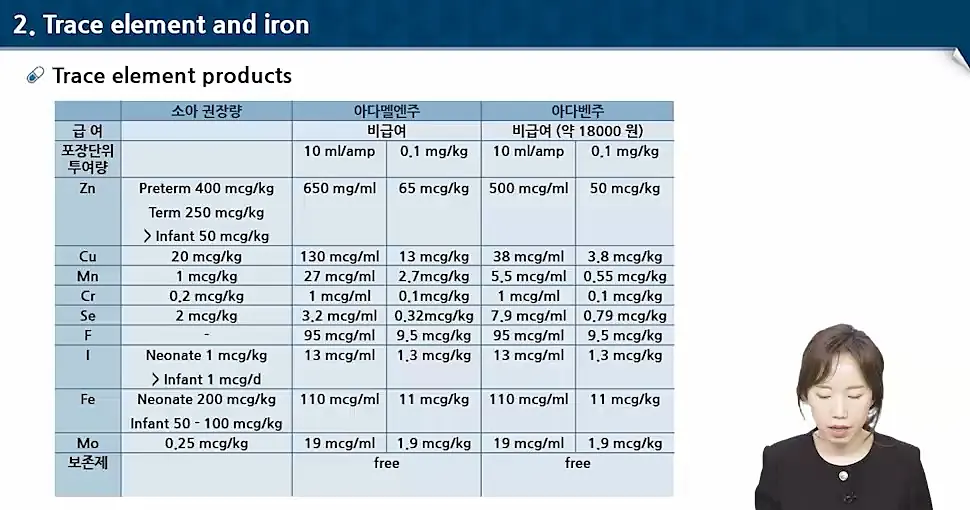 2. Trace element and iron
Trace element products
소아 권장량 아다멜엔주 아다벤주
급 여 비급여 비급여 (약 18000 원)
포장단위 10 ml/amp 0.1 mg/kg 10 ml/amp 0.1 mg/kg
투여량
Zn Preterm 400 mcg/kg 650 mg/ml 65 mcg/kg 500 mcg/ml 50 mcg/kg
Term 250 mcg/kg
> Infant 50 mcg/kg
Cu 20 mcg/kg 130 mcg/ml 13 mcg/kg 38 mcg/ml 3.8 mcg/kg
Mn 1 mcg/kg 27 mcg/ml 2.7mcg/kg 5.5 mcg/ml 0.55 mcg/kg
Cr 0.2 mcg/kg 1 mcg/ml 0.1mcg/kg 1 mcg/ml 0.1 mcg/kg
Se 2 mcg/kg 3.2 mcg/ml 0.32mcg/kg 7.9 mcg/ml 0.79 mcg/kg
F - 95 mcg/ml 9.5 mcg/kg 95 mcg/ml 9.5 mcg/kg
I Neonate 1 mcg/kg 13 mcg/ml 1.3 mcg/kg 13 mcg/ml 1.3 mcg/kg
> Infant 1 mcg/d
Fe Neonate 200 mcg/kg 110 mcg/ml 11 mcg/kg 110 mcg/ml 11 mcg/kg
Infant 50 - 100 mcg/kg
Mo 0.25 mcg/kg 19 mcg/ml 1.9 mcg/kg 19 mcg/ml 1.9 mcg/kg
보존제 free free